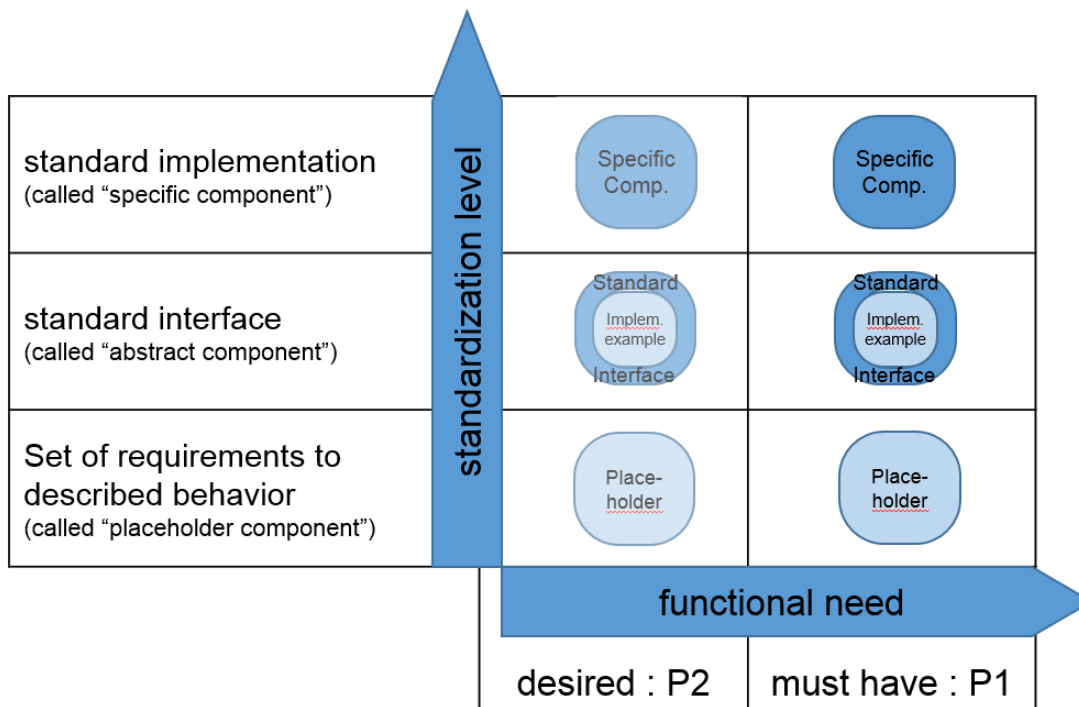 standard implementation
(called “specific component”)
standard interface
(called “abstract component”)
Set of requirements to
described behavior
(called “placeholder component”)
standardization level
Specific
Comp.
Specific
Comp.
Standard
Implem.
example
Interface
Standard
Implem.
example
Interface
Place-
holder
Place-
holder
functional need
desired : P2
must have : P1